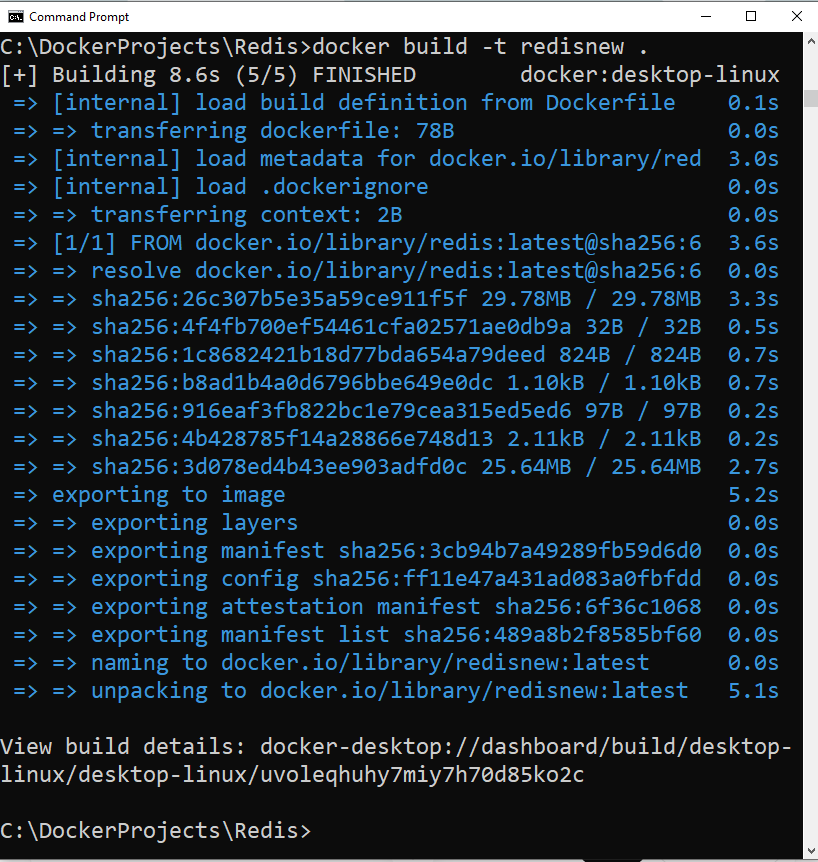 Command Prompt
C:\DockerProjects\Redis>docker build -t redisnew .
[+] Building 8.6s (5/5) FINISHED docker:desktop-linux
=> [internal] load build definition from Dockerfile 0.1s
=> => transferring dockerfile: 78B 0.0s
=> [internal] load metadata for docker.io/library/red 3.0s
=> [internal] load .dockerignore 0.0s
=> => transferring context: 2B 0.0s
=> [1/1] FROM docker.io/library/redis:latest@sha256:6 3.6s
=> => resolve docker.io/library/redis:latest@sha256:6 0.0s
=> => sha256:26c307b5e35a59ce911f5f 29.78MB / 29.78MB 3.3s
=> => sha256:4f4fb700ef54461cfa02571ae0db9a 32B / 32B 0.5s
=> => sha256:1c8682421b18d77bda654a79deed 824B / 824B 0.7s
=> => sha256:b8ad1b4a0d6796bbe649e0dc 1.10kB / 1.10kB 0.7s
=> => sha256:916eaf3fb822bc1e79cea315ed5ed6 97B / 97B 0.2s
=> => sha256:4b428785f14a28866e748d13 2.11kB / 2.11kB 0.2s
=> => sha256:3d078ed4b43ee903adfd0c 25.64MB / 25.64MB 2.7s
=> exporting to image 5.2s
=> => exporting layers 0.0s
=> => exporting manifest sha256:3cb94b7a49289fb59d6d0 0.0s
=> => exporting config sha256:ff11e47a431ad083a0fbfdd 0.0s
=> => exporting attestation manifest sha256:6f36c1068 0.0s
=> => exporting manifest list sha256:489a8b2f8585bf60 0.0s
=> => naming to docker.io/library/redisnew:latest 0.0s
=> => unpacking to docker.io/library/redisnew:latest 5.1s
View build details: docker-desktop://dashboard/build/desktop-
linux/desktop-linux/uvoleqhuhy7miy7h70d85ko2c
C:\DockerProjects\Redis>